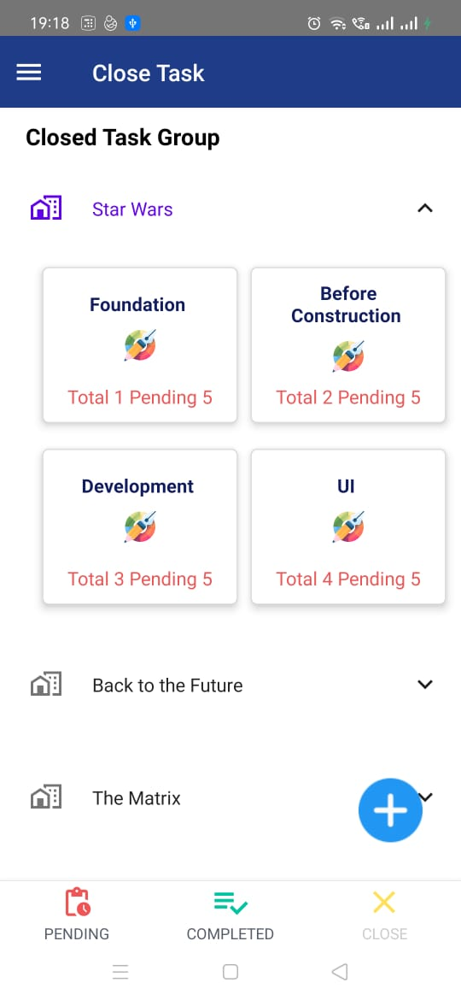 19:18
Close Task
Closed Task Group
Star Wars
Foundation
Total 1 Pending 5
Before
Construction
Total 2 Pending 5
Development
Total 3 Pending 5
UI
Total 4 Pending 5
Back to the Future
The Matrix
PENDING
COMPLETED
CLOSE